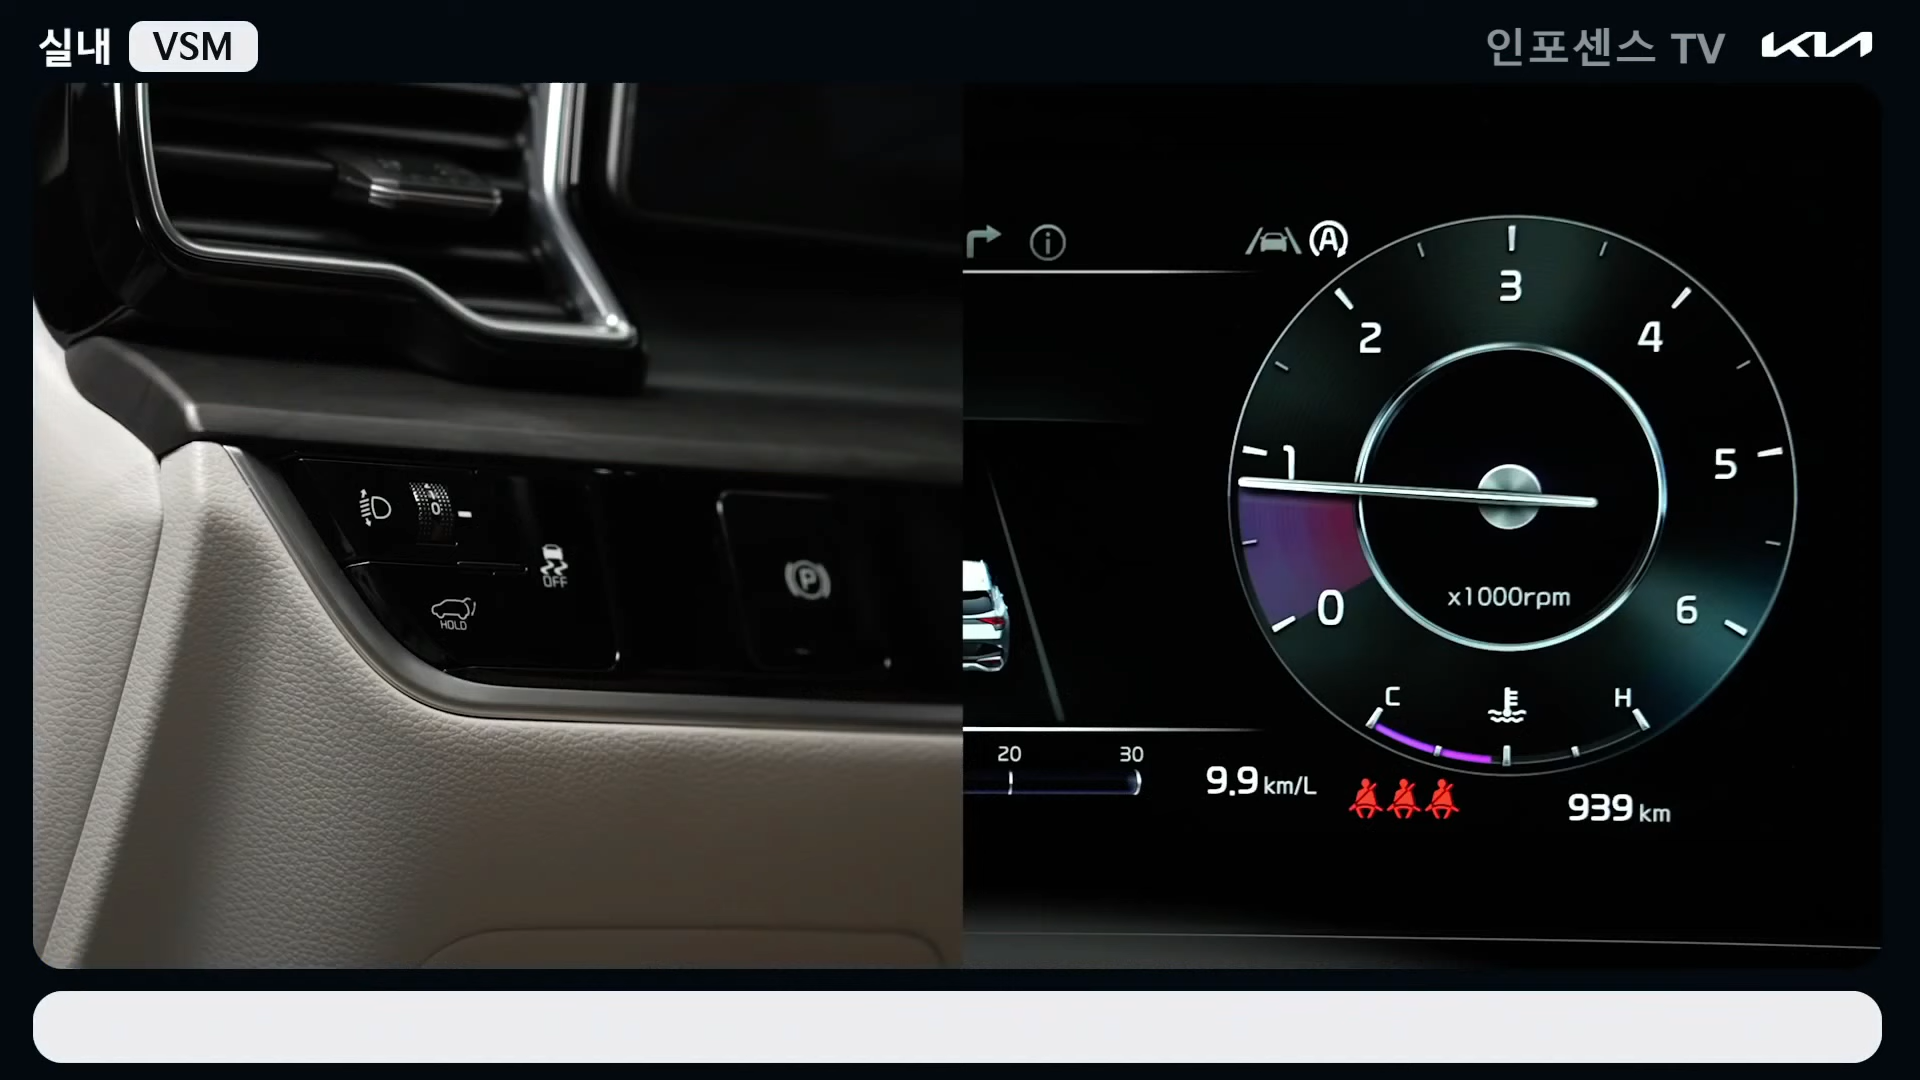 실내 VSM
인포센스 TV KIA
0
OFF
HOLD
P
A
3
2 4
1 5
0 6
x1000rpm
C H
20 30
9.9 km/L
939 km